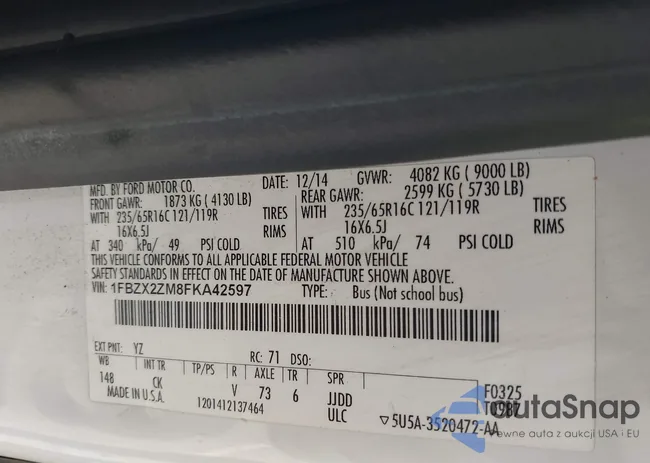 MFD. BY FORD MOTOR CO. DATE: 12/14 GVWR: 4082 KG ( 9000 LB)
FRONT GAWR: 1873 KG ( 4130 LB) REAR GAWR: 2599 KG ( 5730 LB)
WITH 235/65R16C 121/119R TIRES WITH 235/65R16C 121/119R TIRES
16X6.5J RIMS 16X6.5J RIMS
AT 340 kPa/ 49 PSI COLD AT 510 kPa/ 74 PSI COLD
THIS VEHICLE CONFORMS TO ALL APPLICABLE FEDERAL MOTOR VEHICLE
SAFETY STANDARDS IN EFFECT ON THE DATE OF MANUFACTURE SHOWN ABOVE.
VIN: 1FBZX2ZM8FKA42597 TYPE: Bus (Not school bus)
EXT PNT: YZ RC: 71 DSO:
WB INT TR TP/PS R AXLE TR SPR
148 CK V 73 6 JJDD F0325
MADE IN U.S.A. 1201412137464 ULC ▽5U5A-3520472-AA
autaSnap
Pewne auta z aukcji USA i EU